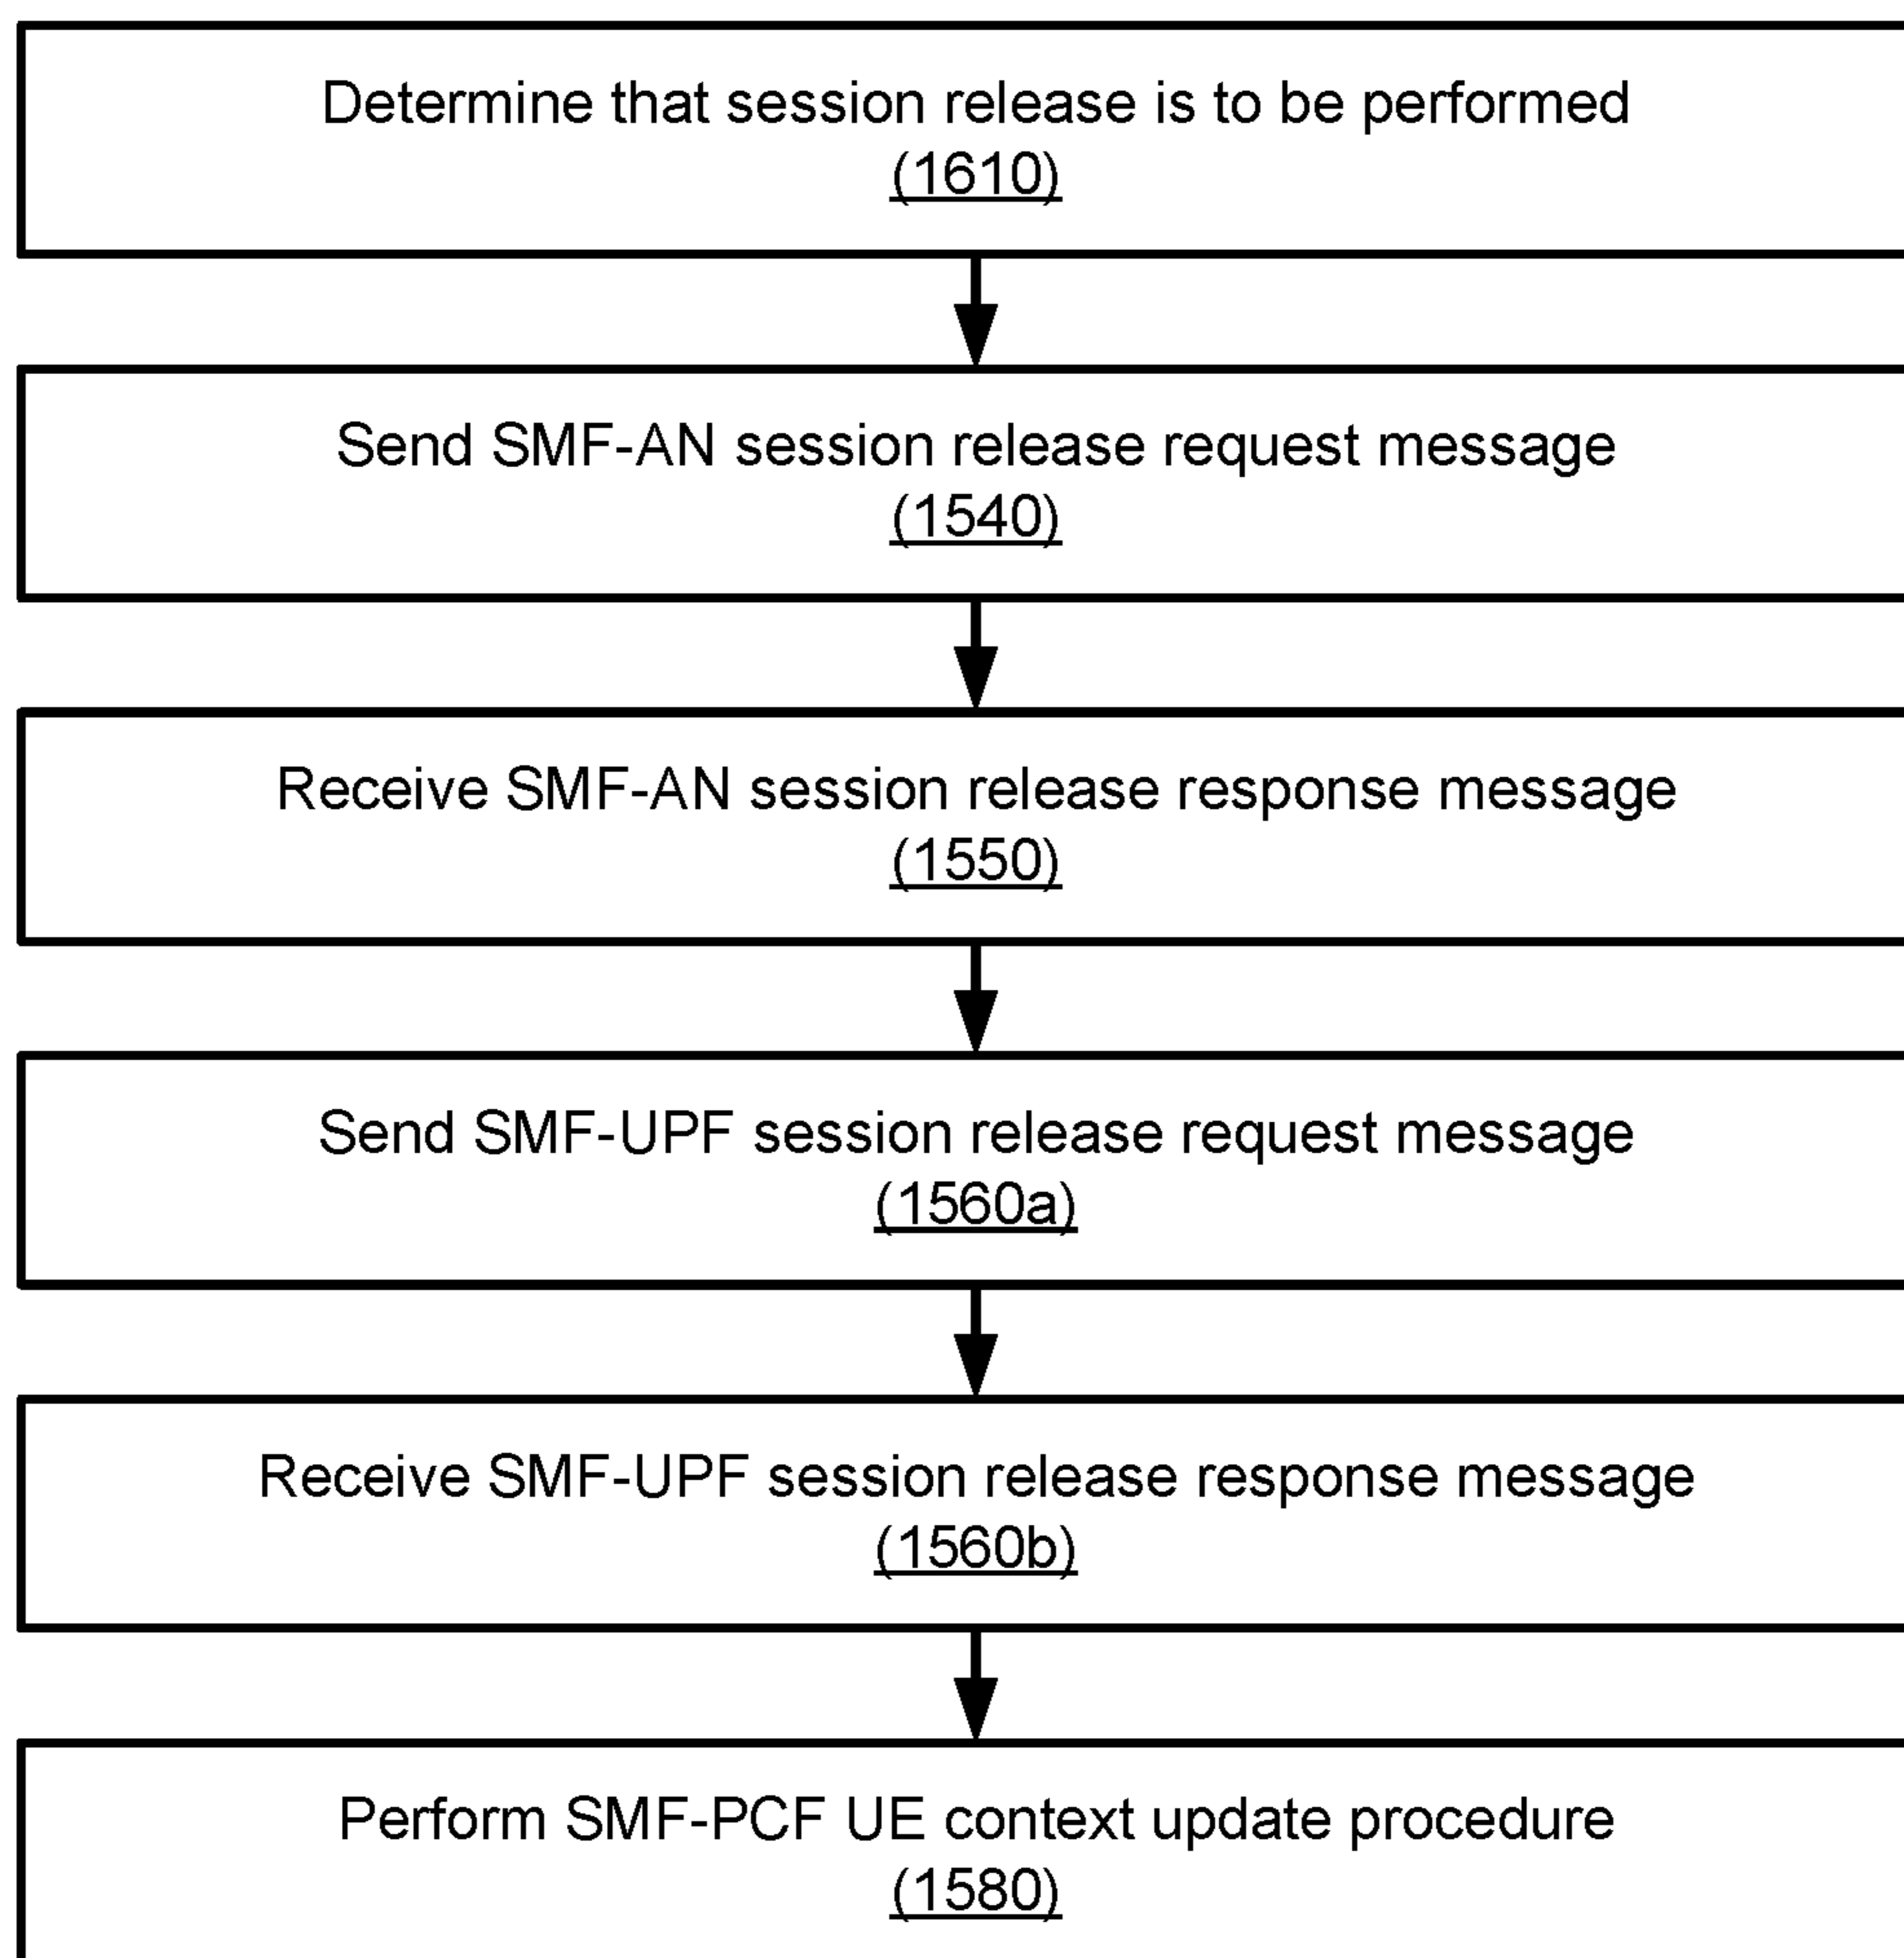 Determine that session release is to be performed
(1610)
Send SMF-AN session release request message
(1540)
Receive SMF-AN session release response message
(1550)
Send SMF-UPF session release request message
(1560a)
Receive SMF-UPF session release response message
(1560b)
Perform SMF-PCF UE context update procedure
(1580)